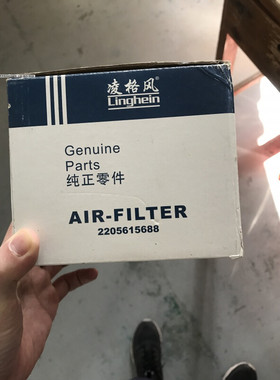 凌格风
Linghein
Genuine
Parts
纯正零件
AIR-FILTER
2205615688